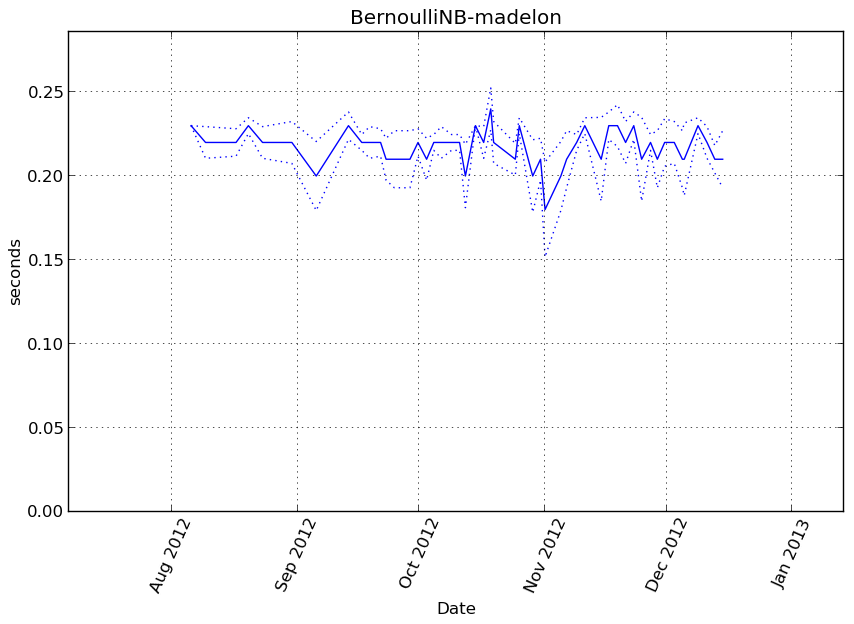 BernoulliNB-madelon
0.25
0.20
0.15
0.10
0.05
0.00
seconds
Aug 2012
Sep 2012
Oct 2012
Nov 2012
Dec 2012
Jan 2013
Date